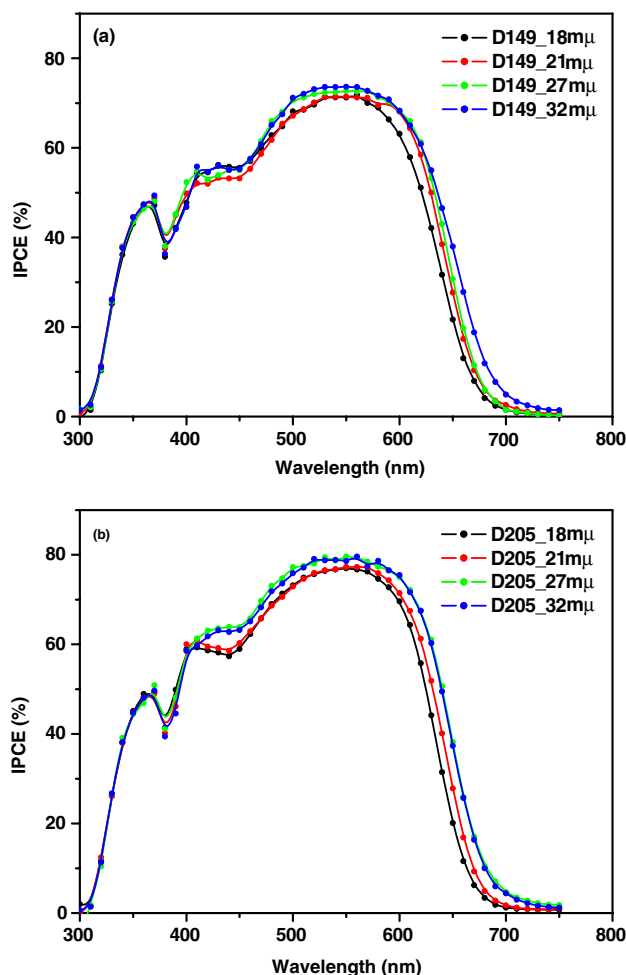 (a)
D149_18mμ
D149_21mμ
D149_27mμ
D149_32mμ
80
60
40
20
0
IPCE (%)
300 400 500 600 700 800
Wavelength (nm)
(b)
D205_18mμ
D205_21mμ
D205_27mμ
D205_32mμ
80
60
40
20
0
IPCE (%)
300 400 500 600 700 800
Wavelength (nm)